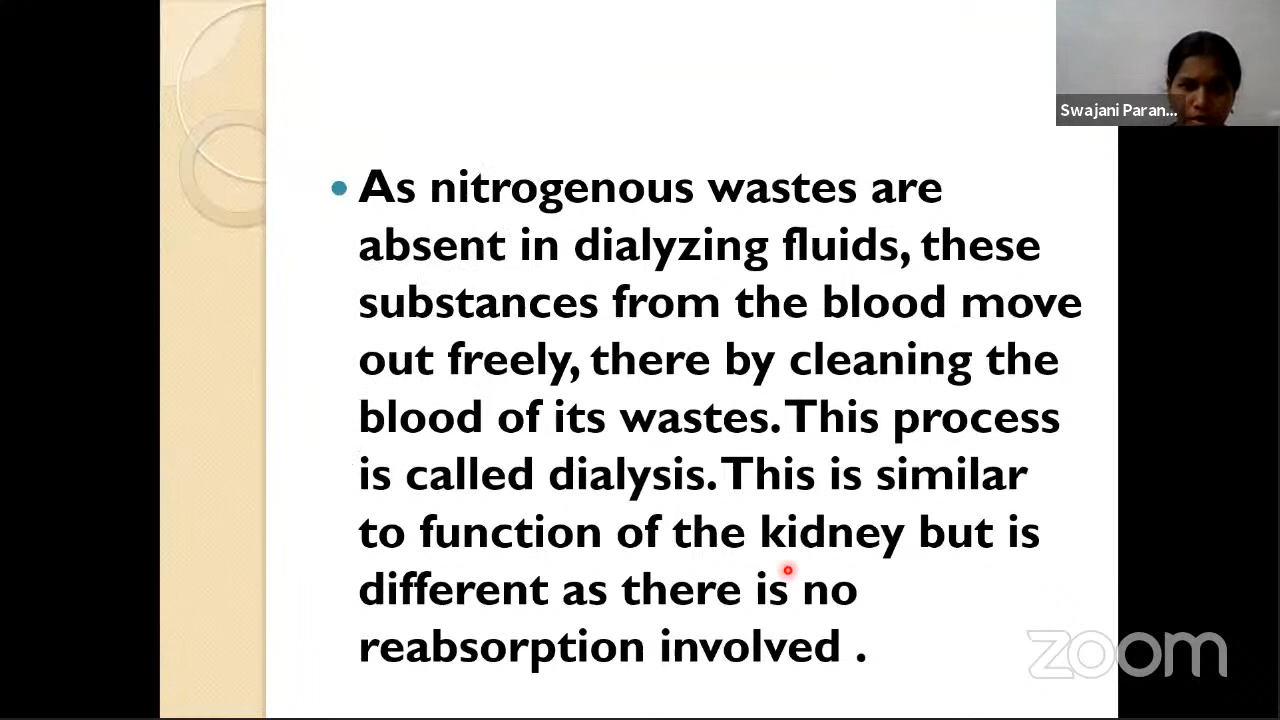 Swajani Paran...
• As nitrogenous wastes are
absent in dialyzing fluids, these
substances from the blood move
out freely, there by cleaning the
blood of its wastes. This process
is called dialysis. This is similar
to function of the kidney but is
different as there is no
reabsorption involved .
zoom